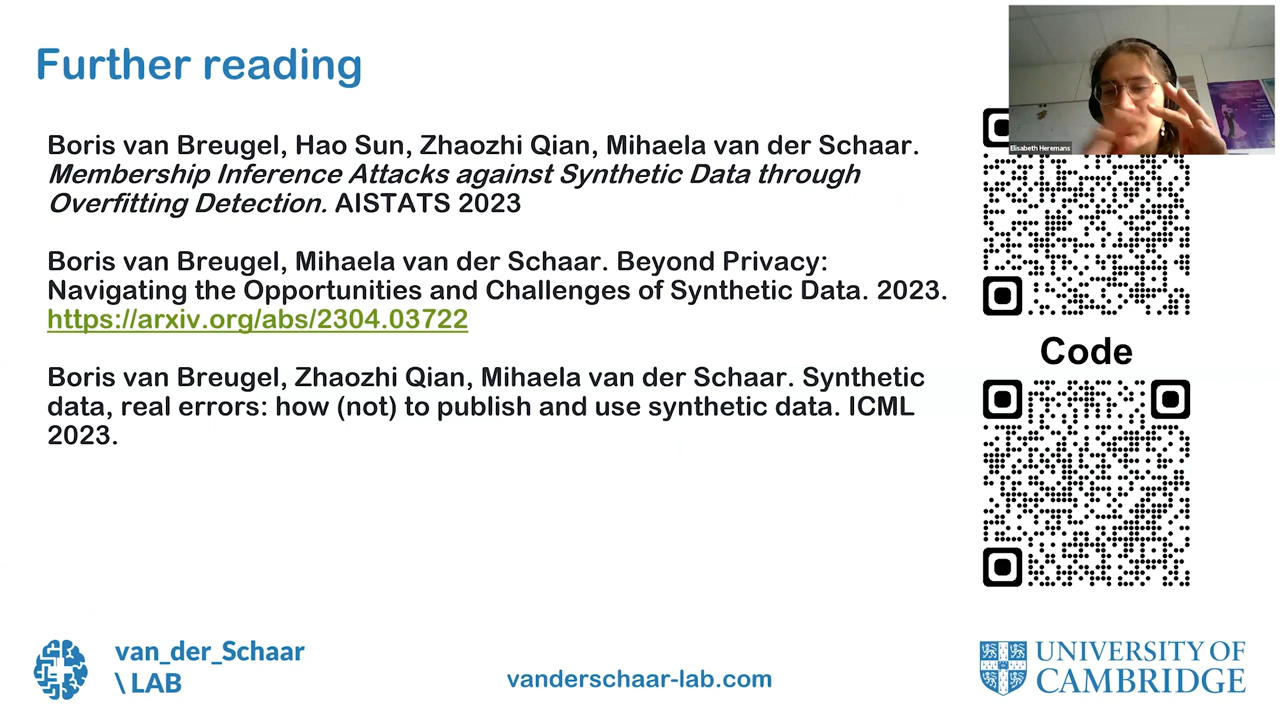 Further reading
Boris van Breugel, Hao Sun, Zhaozhi Qian, Mihaela van der Schaar.
Membership Inference Attacks against Synthetic Data through
Overfitting Detection. AISTATS 2023
Boris van Breugel, Mihaela van der Schaar. Beyond Privacy:
Navigating the Opportunities and Challenges of Synthetic Data. 2023.
https://arxiv.org/abs/2304.03722
Boris van Breugel, Zhaozhi Qian, Mihaela van der Schaar. Synthetic
data, real errors: how (not) to publish and use synthetic data. ICML
2023.
Elisabeth Heremans
Code
van_der_Schaar
\ LAB
vanderschaar-lab.com
UNIVERSITY OF
CAMBRIDGE